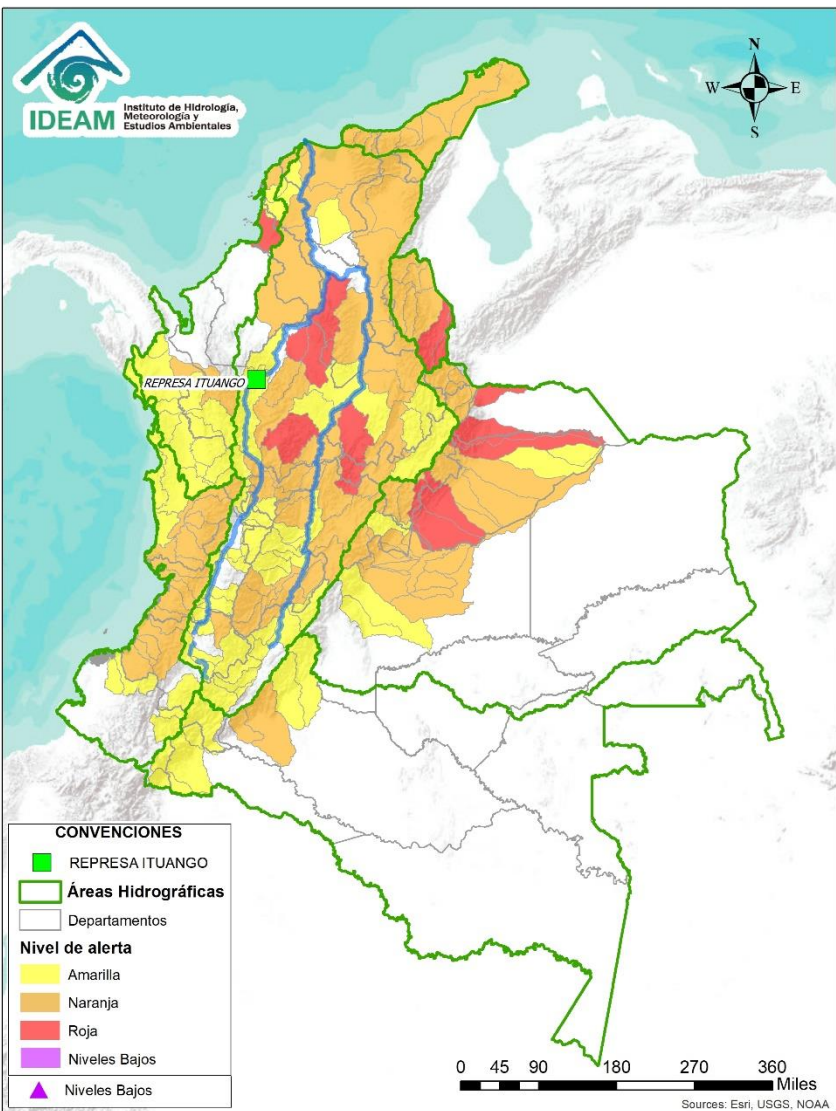 IDEAM
Instituto de Hidrología,
Meteorología y
Estudios Ambientales
N
W
E
S
REPRESA ITUANGO
CONVENCIONES
REPRESA ITUANGO
Áreas Hidrográficas
Departamentos
Nivel de alerta
Amarilla
Naranja
Roja
Niveles Bajos
Niveles Bajos
0 45 90 180 270 360
Miles
Sources: Esri, USGS, NOAA